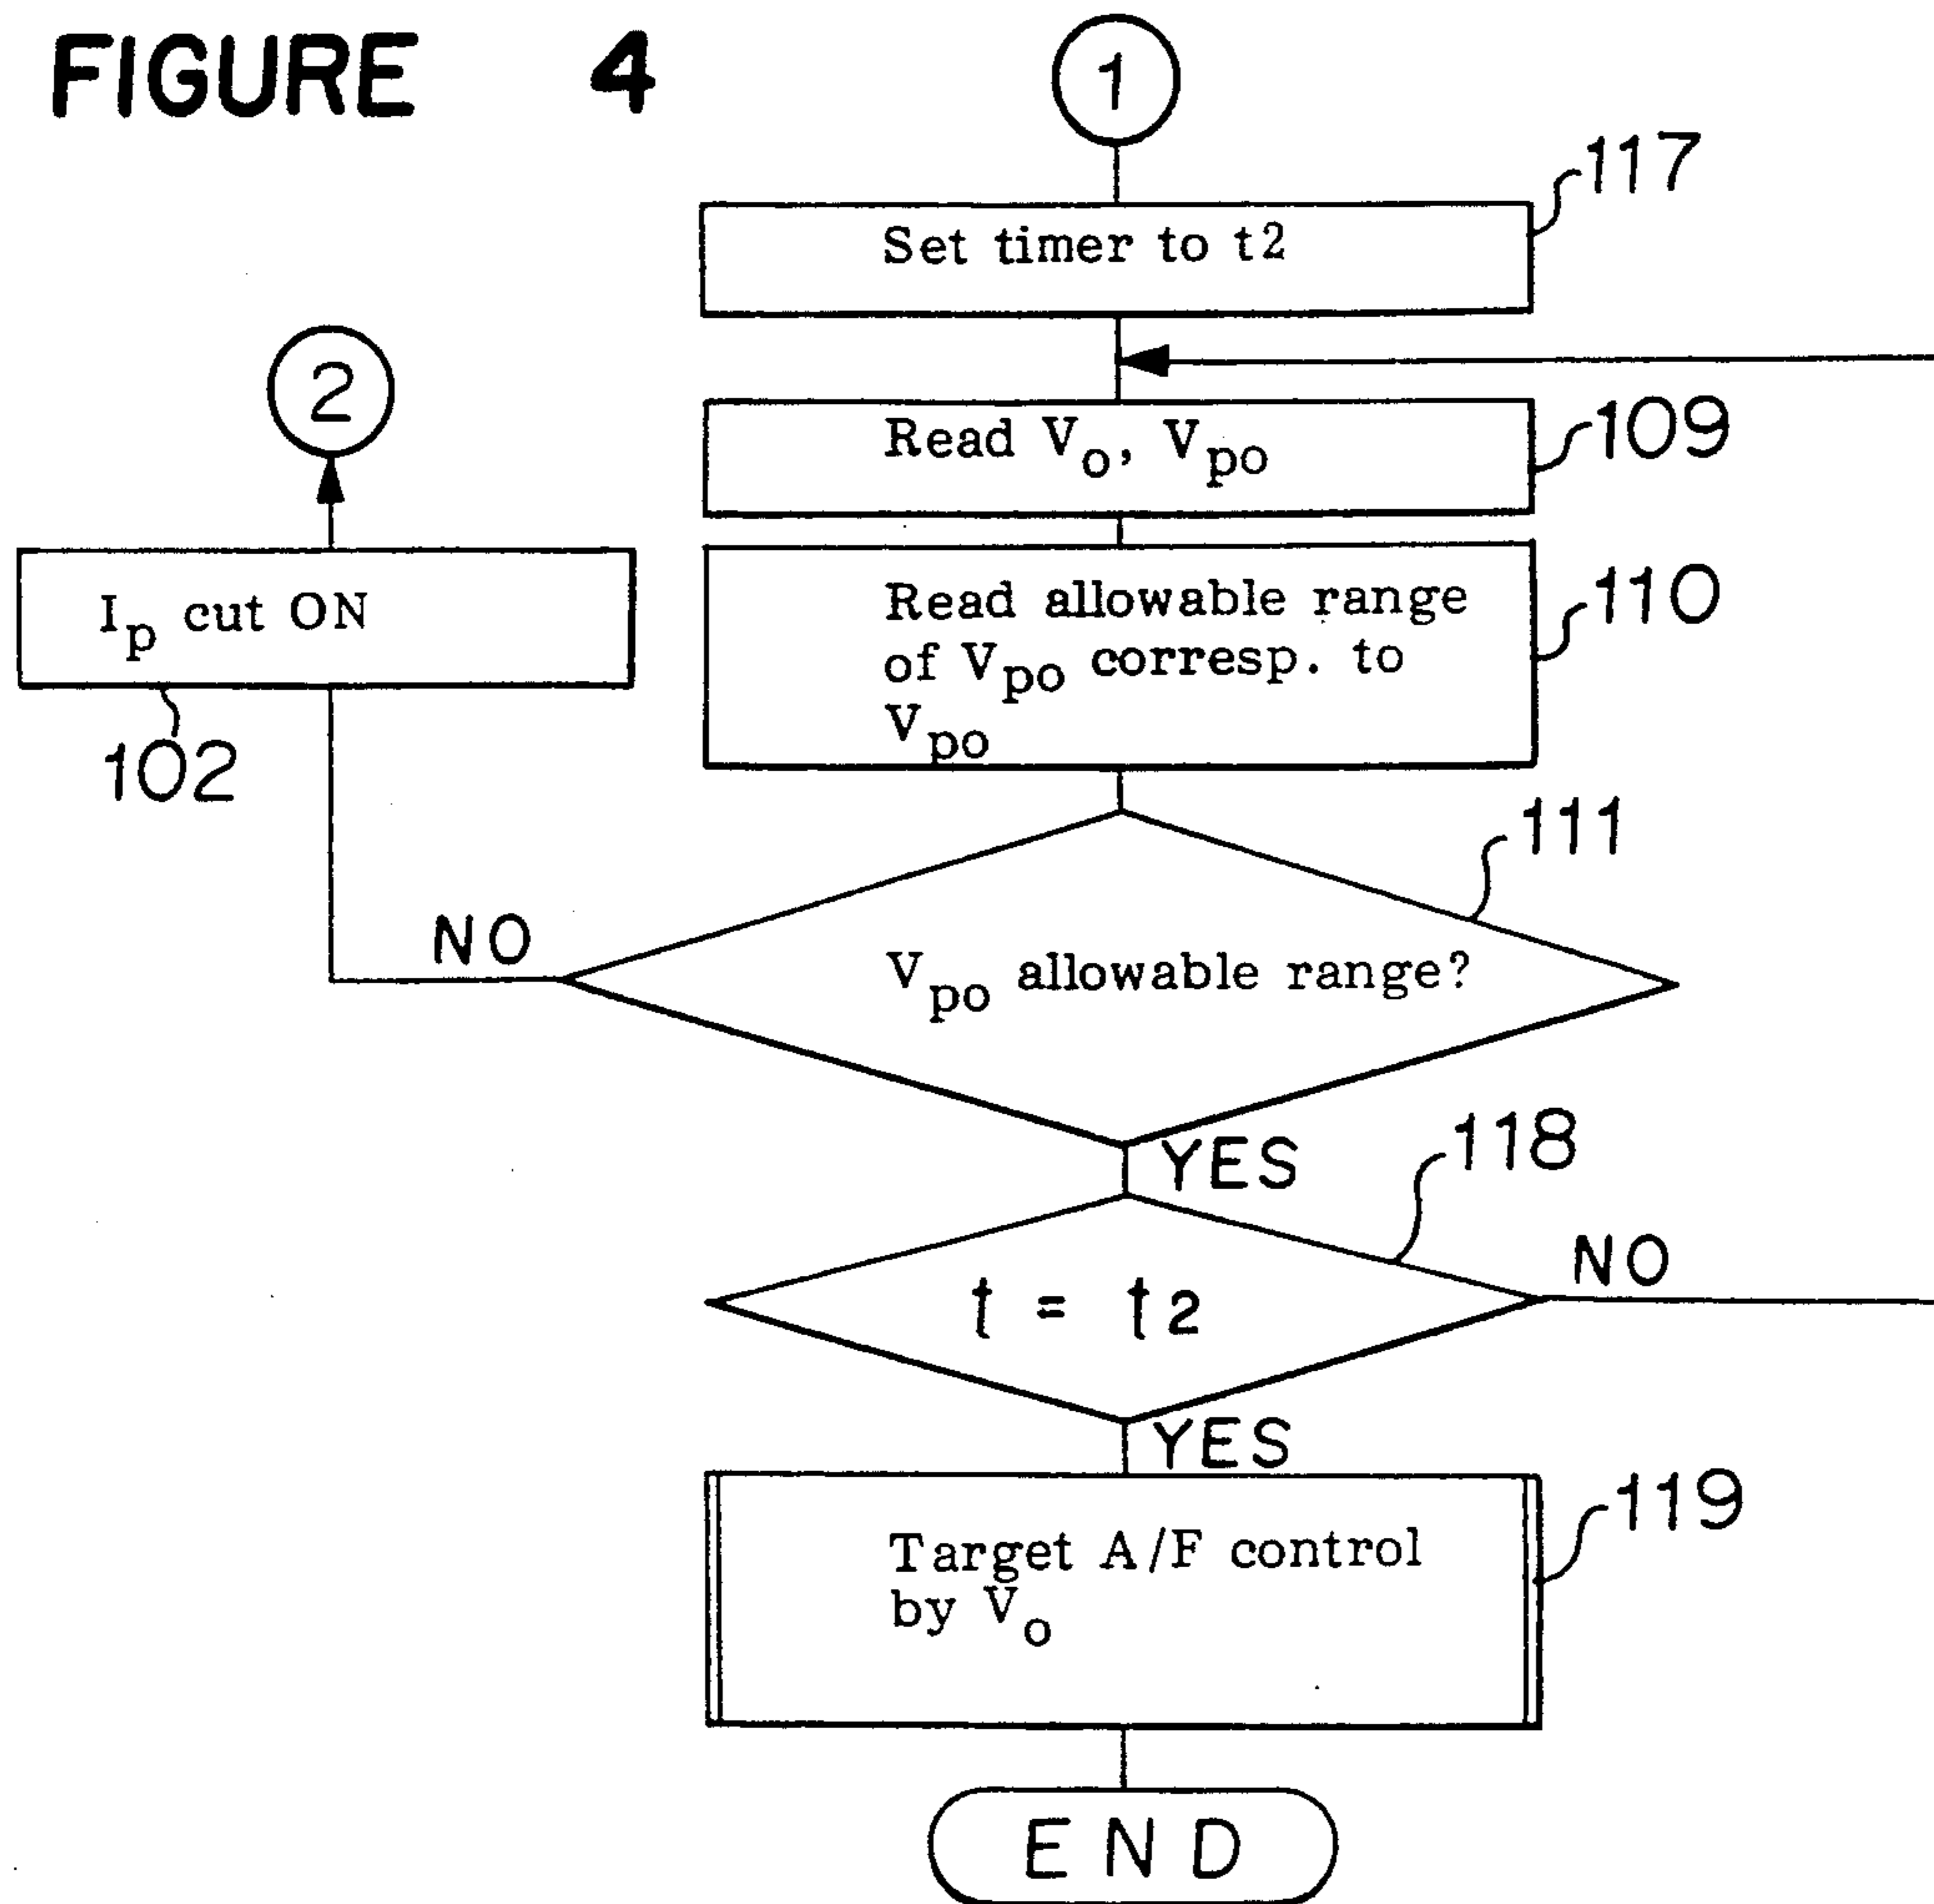 FIGURE 4
1
117
Set timer to t2
2
Read Vo, Vpo
109
Ip cut ON
102
Read allowable range
of Vpo corresp. to
Vpo
110
111
Vpo allowable range?
NO
YES
118
t = t2
NO
YES
119
Target A/F control
by Vo
END